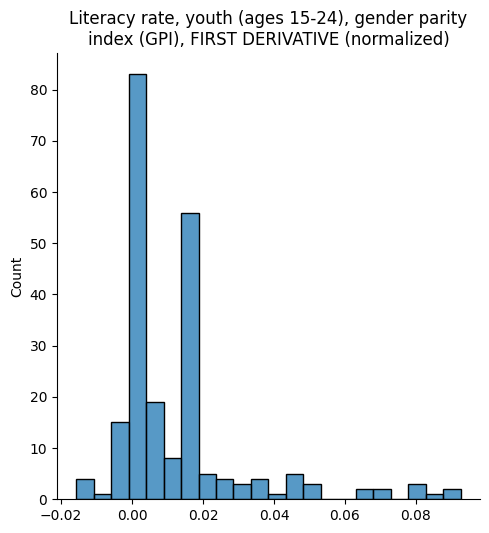 Literacy rate, youth (ages 15-24), gender parity
index (GPI), FIRST DERIVATIVE (normalized)
Count
80
70
60
50
40
30
20
10
0
−0.02 0.00 0.02 0.04 0.06 0.08